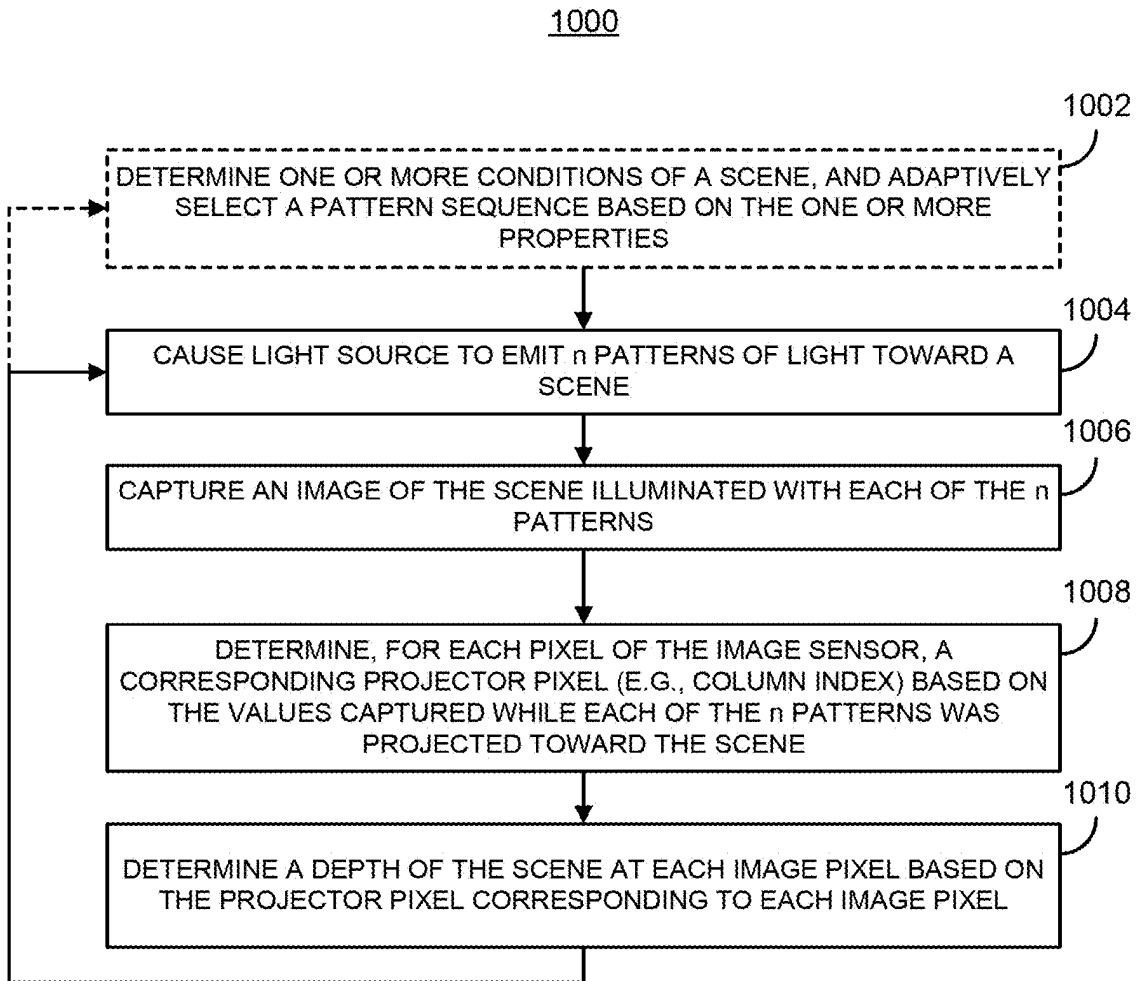 1000
1002
DETERMINE ONE OR MORE CONDITIONS OF A SCENE, AND ADAPTIVELY
SELECT A PATTERN SEQUENCE BASED ON THE ONE OR MORE
PROPERTIES
1004
CAUSE LIGHT SOURCE TO EMIT n PATTERNS OF LIGHT TOWARD A
SCENE
1006
CAPTURE AN IMAGE OF THE SCENE ILLUMINATED WITH EACH OF THE n
PATTERNS
1008
DETERMINE, FOR EACH PIXEL OF THE IMAGE SENSOR, A
CORRESPONDING PROJECTOR PIXEL (E.G., COLUMN INDEX) BASED ON
THE VALUES CAPTURED WHILE EACH OF THE n PATTERNS WAS
PROJECTED TOWARD THE SCENE
1010
DETERMINE A DEPTH OF THE SCENE AT EACH IMAGE PIXEL BASED ON
THE PROJECTOR PIXEL CORRESPONDING TO EACH IMAGE PIXEL